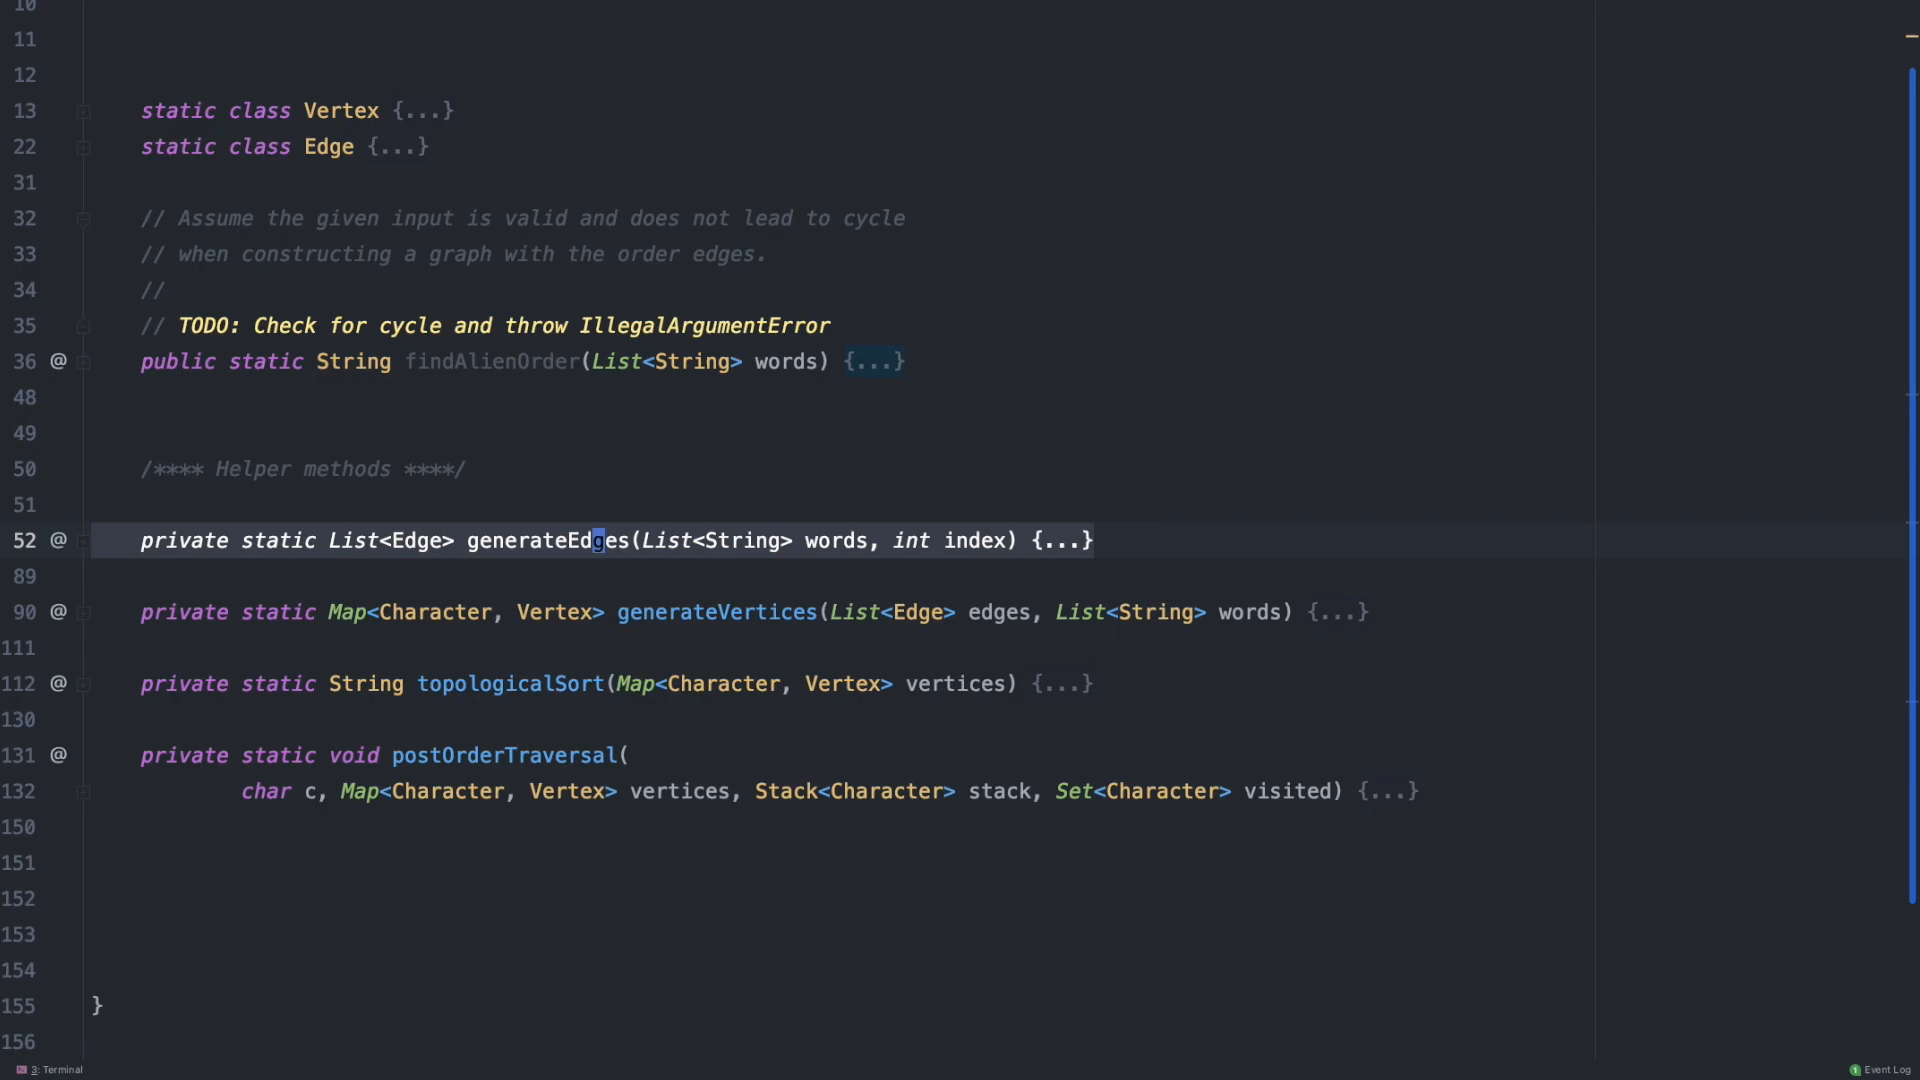 10
11
12
13 static class Vertex {...}
22 static class Edge {...}
31
32 // Assume the given input is valid and does not lead to cycle
33 // when constructing a graph with the order edges.
34 //
35 // TODO: Check for cycle and throw IllegalArgumentError
36 @ public static String findAlienOrder(List<String> words) {...}
48
49
50 /**** Helper methods ****/
51
52 @ private static List<Edge> generateEdges(List<String> words, int index) {...}
89
90 @ private static Map<Character, Vertex> generateVertices(List<Edge> edges, List<String> words) {...}
111
112 @ private static String topologicalSort(Map<Character, Vertex> vertices) {...}
130
131 @ private static void postOrderTraversal(
132 char c, Map<Character, Vertex> vertices, Stack<Character> stack, Set<Character> visited) {...}
150
151
152
153
154
155 }
156
3: Terminal
1 Event Log